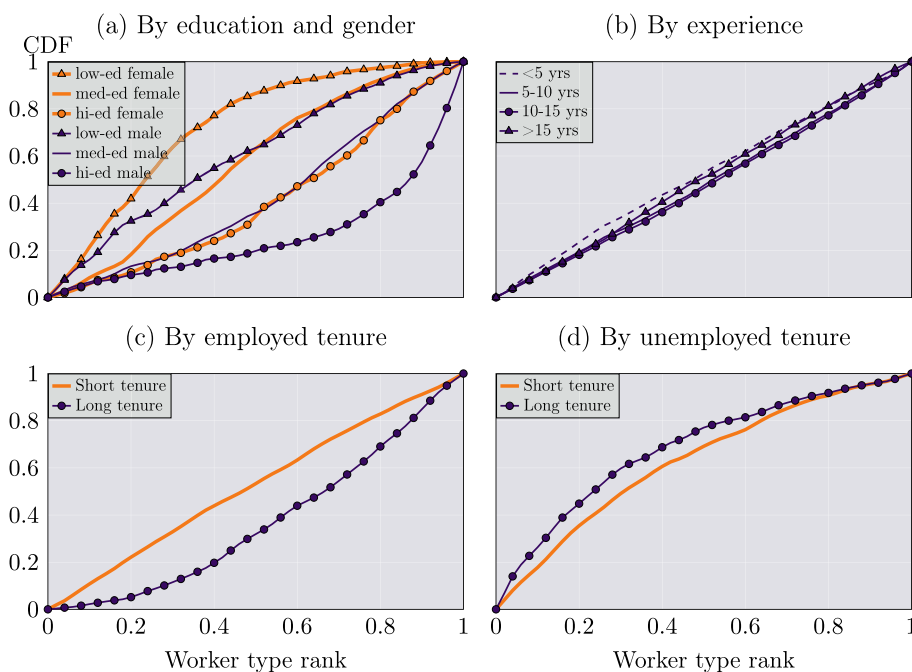 (a) By education and gender
CDF
1
0.8
0.6
0.4
0.2
0
low-ed female
med-ed female
hi-ed female
low-ed male
med-ed male
hi-ed male
(b) By experience
<5 yrs
5-10 yrs
10-15 yrs
>15 yrs
(c) By employed tenure
1
0.8
0.6
0.4
0.2
0
Short tenure
Long tenure
0 0.2 0.4 0.6 0.8 1
Worker type rank
(d) By unemployed tenure
Short tenure
Long tenure
0 0.2 0.4 0.6 0.8 1
Worker type rank